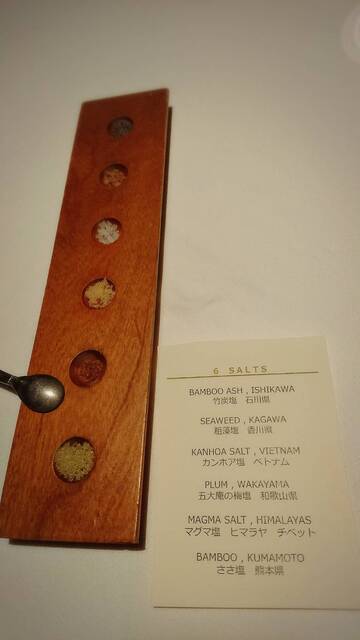 6 SALTS
BAMBOO ASH , ISHIKAWA
竹炭塩 石川県
SEAWEED , KAGAWA
粗藻塩 香川県
KANHOA SALT , VIETNAM
カンホア塩 ベトナム
PLUM , WAKAYAMA
五大庵の梅塩 和歌山県
MAGMA SALT , HIMALAYAS
マグマ塩 ヒマラヤ チベット
BAMBOO , KUMAMOTO
ささ塩 熊本県